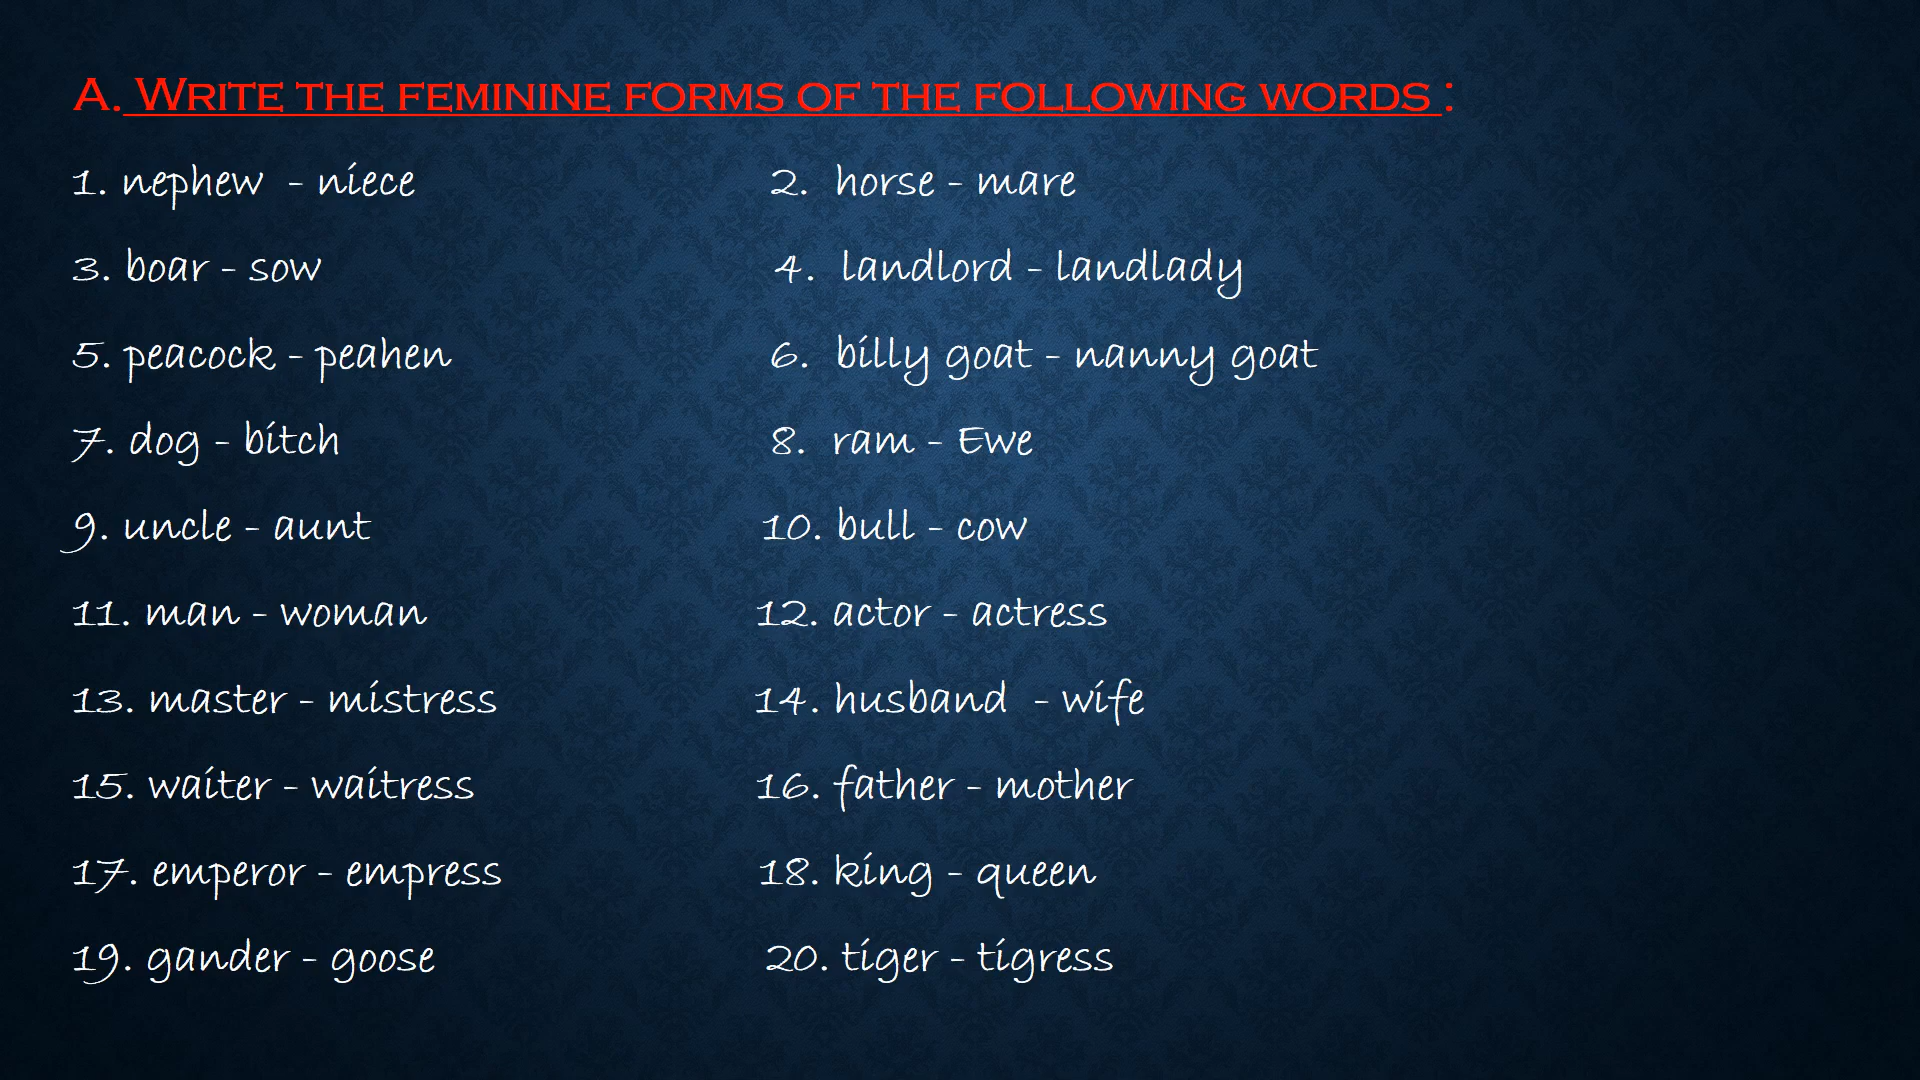 A. Write the feminine forms of the following words :
1. nephew - niece 2. horse - mare
3. boar - sow 4. landlord - landlady
5. peacock - peahen 6. billy goat - nanny goat
7. dog - bitch 8. ram - Ewe
9. uncle - aunt 10. bull - cow
11. man - woman 12. actor - actress
13. master - mistress 14. husband - wife
15. waiter - waitress 16. father - mother
17. emperor - empress 18. king - queen
19. gander - goose 20. tiger - tigress